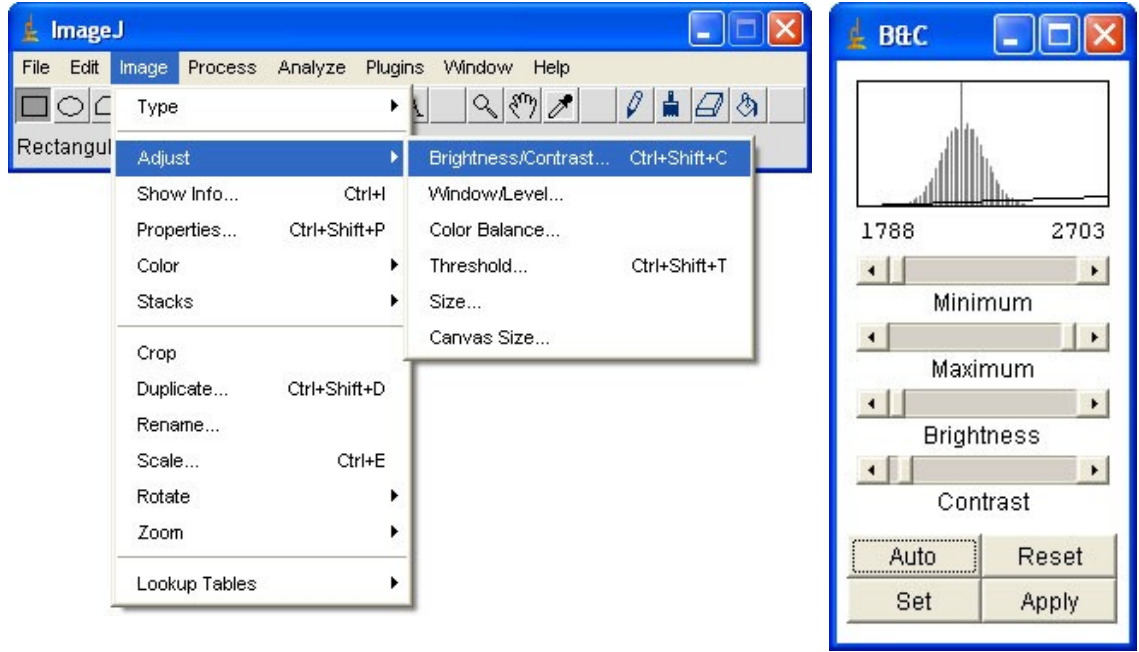 ImageJ
File Edit Image Process Analyze Plugins Window Help
Rectangul
Type
Adjust
Show Info... Ctrl+I
Properties... Ctrl+Shift+P
Color
Stacks
Crop
Duplicate... Ctrl+Shift+D
Rename...
Scale... Ctrl+E
Rotate
Zoom
Lookup Tables
Brightness/Contrast... Ctrl+Shift+C
Window/Level...
Color Balance...
Threshold... Ctrl+Shift+T
Size...
Canvas Size...
B&C
1788 2703
Minimum
Maximum
Brightness
Contrast
Auto Reset
Set Apply